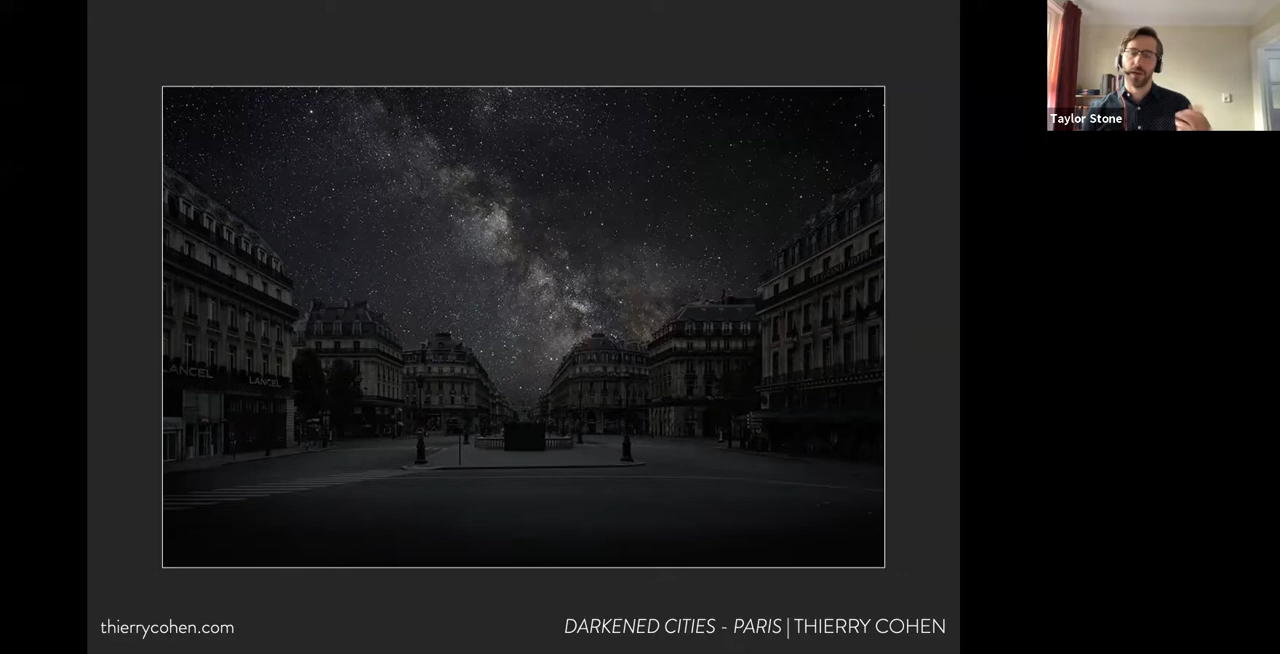 Taylor Stone
LANCEL
LANCEL
thierrycohen.com
DARKENED CITIES - PARIS | THIERRY COHEN